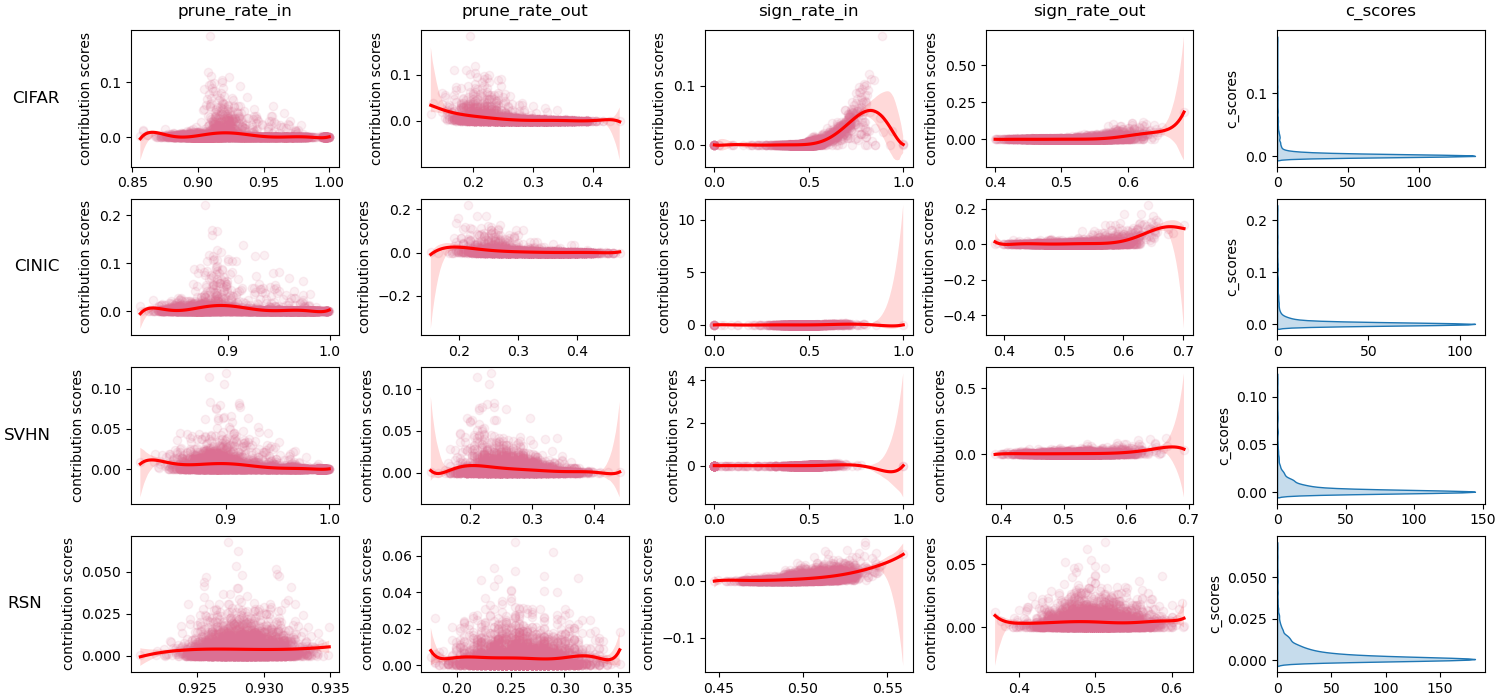 prune_rate_in prune_rate_out sign_rate_in sign_rate_out c_scores
CIFAR
contribution scores
0.1
0.0
0.85 0.90 0.95 1.00
contribution scores
0.1
0.0
0.2 0.3 0.4
contribution scores
0.1
0.0
0.0 0.5 1.0
contribution scores
0.50
0.25
0.00
0.4 0.5 0.6
c_scores
0.1
0.0
0 50 100
CINIC
contribution scores
0.2
0.1
0.0
0.9 1.0
contribution scores
0.2
0.0
−0.2
0.2 0.3 0.4
contribution scores
10
5
0
0.0 0.5 1.0
contribution scores
0.2
0.0
−0.2
−0.4
0.4 0.5 0.6 0.7
c_scores
0.2
0.1
0.0
0 50 100
SVHN
contribution scores
0.10
0.05
0.00
0.9 1.0
contribution scores
0.10
0.05
0.00
0.2 0.3 0.4
contribution scores
4
2
0
0.0 0.5 1.0
contribution scores
0.5
0.0
0.4 0.5 0.6 0.7
c_scores
0.10
0.05
0.00
0 50 100 150
RSN
contribution scores
0.050
0.025
0.000
0.925 0.930 0.935
contribution scores
0.06
0.04
0.02
0.00
0.20 0.25 0.30 0.35
contribution scores
0.0
−0.1
0.45 0.50 0.55
contribution scores
0.05
0.00
0.4 0.5 0.6
c_scores
0.050
0.025
0.000
0 50 100 150